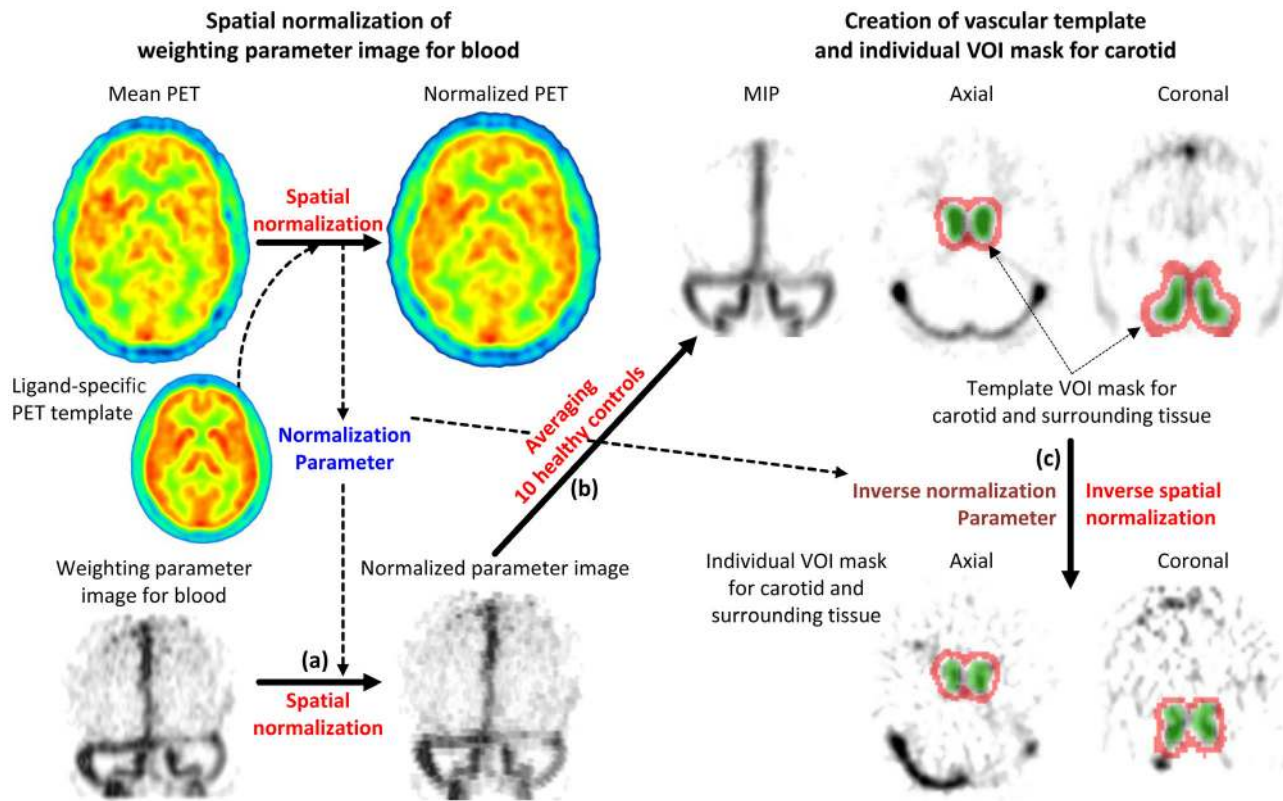 Spatial normalization of
weighting parameter image for blood
Mean PET
Normalized PET
Spatial
normalization
Ligand-specific
PET template
Normalization
Parameter
Weighting parameter
image for blood
Normalized parameter image
(a)
Spatial
normalization
Averaging
10 healthy controls
(b)
Creation of vascular template
and individual VOI mask for carotid
MIP
Axial
Coronal
Template VOI mask for
carotid and surrounding tissue
(c)
Inverse normalization
Parameter
Inverse spatial
normalization
Individual VOI mask
for carotid and
surrounding tissue
Axial
Coronal